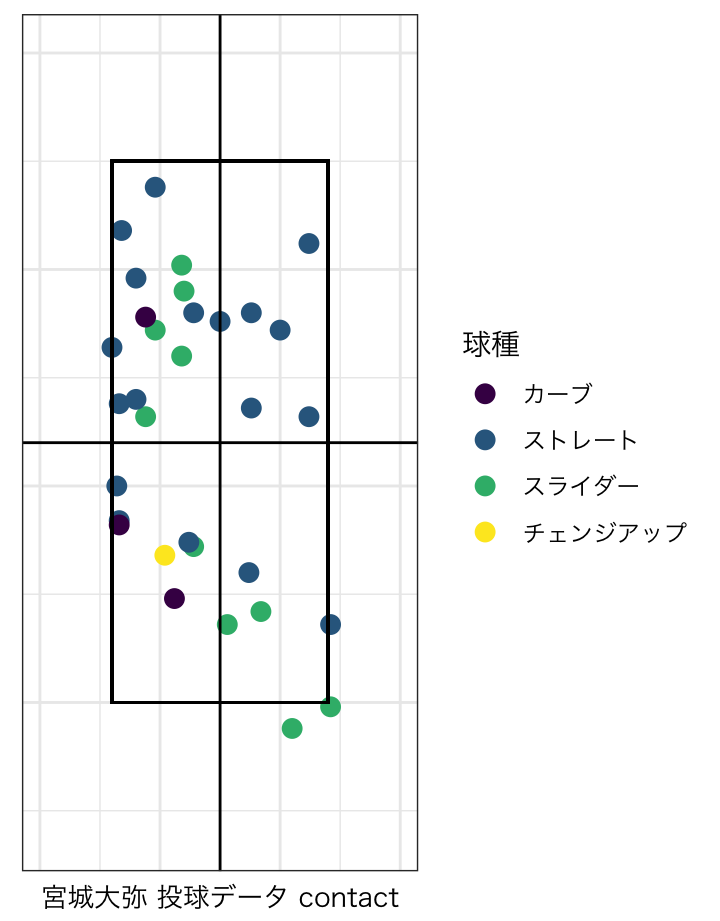 球種
カーブ
ストレート
スライダー
チェンジアップ
宮城大弥 投球データ contact